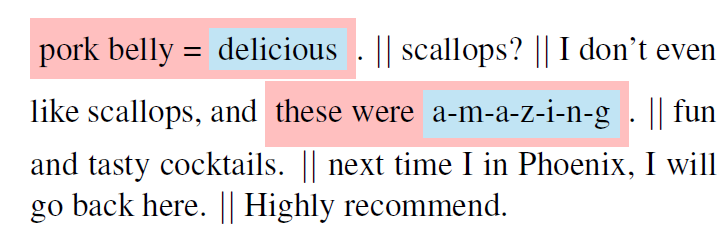 pork belly = delicious . || scallops? || I don’t even
like scallops, and these were a-m-a-z-i-n-g . || fun
and tasty cocktails. || next time I in Phoenix, I will
go back here. || Highly recommend.